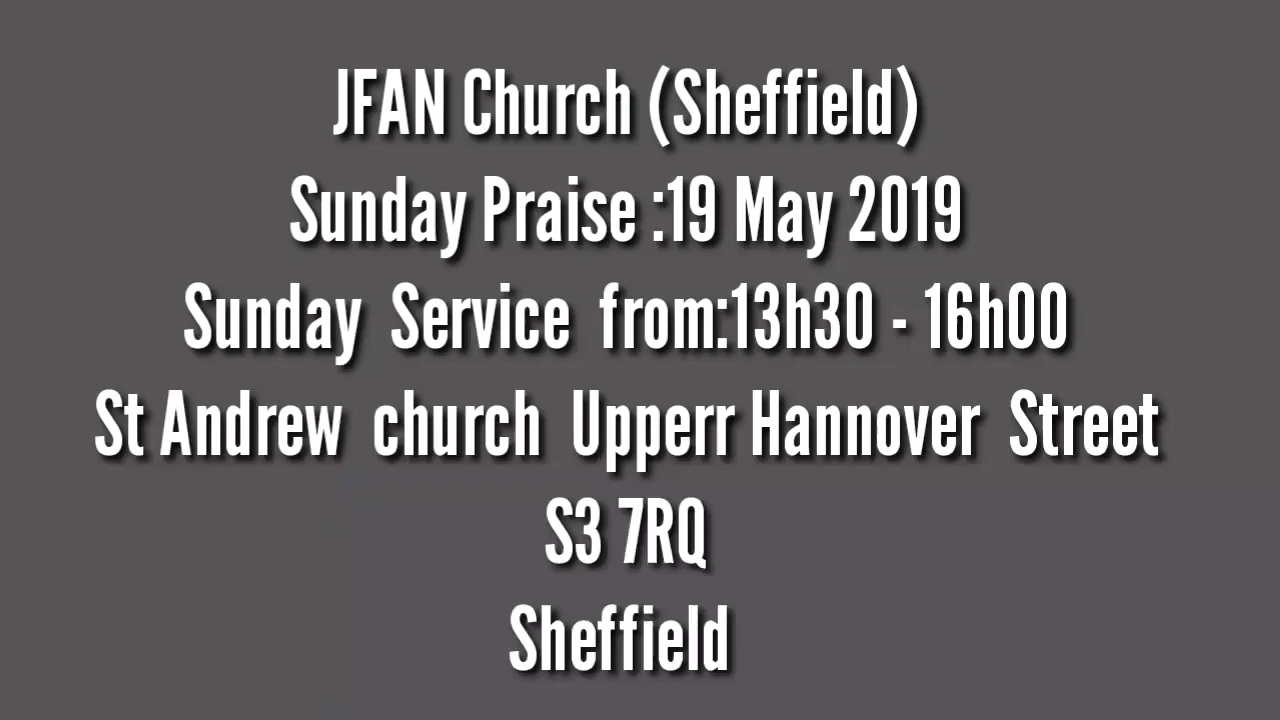 JFAN Church (Sheffield)
Sunday Praise :19 May 2019
Sunday Service from:13h30 - 16h00
St Andrew church Upperr Hannover Street
S3 7RQ
Sheffield